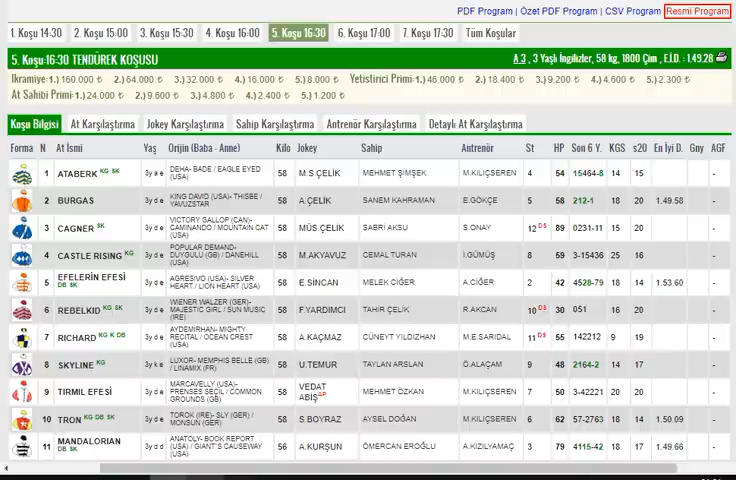 PDF Program | Özet PDF Program | CSV Program Resmi Program
1. Koşu 14:30 2. Koşu 15:00 3. Koşu 15:30 4. Koşu 16:00 5. Koşu 16:30 6. Koşu 17:00 7. Koşu 17:30 Tüm Koşular
5. Koşu:16:30 TENDÜREK KOŞUSU A 3 , 3 Yaşlı İngilizler, 58 kg, 1800 Çim , E.İ.D. : 1.49.28
Ikramiye:1.) 160.000 ₺ 2.) 64.000 ₺ 3.) 32.000 ₺ 4.) 16.000 ₺ 5.) 8.000 ₺ Yetistirici Primi:1.) 46.000 ₺ 2.) 18.400 ₺ 3.) 9.200 ₺ 4.) 4.600 ₺ 5.) 2.300 ₺
At Sahibi Primi:1.) 24.000 ₺ 2.) 9.600 ₺ 3.) 4.800 ₺ 4.) 2.400 ₺ 5.) 1.200 ₺
Koşu Bilgisi At Karşılaştırma Jokey Karşılaştırma Sahip Karşılaştırma Antrenör Karşılaştırma Detaylı At Karşılaştırma
Forma N At İsmi Yaş Orijin (Baba - Anne) Kilo Jokey Sahip Antrenör St HP Son 6 Y. KGS s20 En İyi D. Gny AGF
1 ATABERK KG SK 3y a e DEHA- BADE / EAGLE EYED (USA) 58 M.S.ÇELİK MEHMET ŞİMŞEK M.KILIÇSEREN 4 54 15464-8 14 15 -
2 BURGAS 3y d e KING DAVID (USA)- THISBE / YAVUZSTAR 58 A.ÇELİK SANEM KAHRAMAN E.GÖKÇE 5 58 212-1 18 20 1.49.58 -
3 CAGNER SK 3y d e VICTORY GALLOP (CAN)- CAMINANDO / MOUNTAIN CAT (USA) 58 MÜS.ÇELİK SABRİ AKSU S.ONAY 12 DS 89 0231-11 15 20 -
4 CASTLE RISING KG 3y d e POPULAR DEMAND- DUYGULU (GB) / DANEHILL (USA) 58 M.AKYAVUZ CEMAL TURAN İ.GÜMÜŞ 8 59 3-15436 25 16 -
5 EFELERİN EFESİ DB SK 3y d e AGRESIVO (USA)- SILVER HEART / LION HEART (USA) 58 E.SİNCAN MELEK CİĞER A.CİĞER 2 42 4528-79 18 14 1.53.60 -
6 REBELKID KG SK 3y d e WIENER WALZER (GER)- MAJESTIC GIRL / SUN MUSIC (IRE) 58 F.YARDIMCI TAHİR ÇELİK R.AKCAN 10 DS 30 051 16 20 -
7 RICHARD KG K DB 3y d e AYDEMİRHAN- MIGHTY RECITAL / OCEAN CREST (USA) 58 A.KAÇMAZ CÜNEYT YILDIZHAN M.E.SARIDAL 11 DS 55 142212 9 19 -
8 SKYLINE KG 3y k e LUXOR- MEMPHIS BELLE (GB) / LINAMIX (FR) 58 U.TEMUR TAYLAN ARSLAN Ö.ALAÇAM 9 48 2164-2 14 17 -
9 TIRMIL EFESİ 3y d e MARCAVELLY (USA)- PRENSES SEÇİL / COMMON GROUNDS (GB) 58 VEDAT ABIŞ AP MEHMET ÖZKAN M.KILIÇSEREN 7 50 3-42221 20 20 -
10 TRON KG DB SK 3y d e TOROK (IRE)- SLY (GER) / MONSUN (GER) 58 S.BOYRAZ AYSEL DOĞAN M.KILIÇSEREN 6 62 57-2763 18 14 1.50.09 -
11 MANDALORIAN DB SK 3y d d ANATOLY- BOOK REPORT (USA) / GIANT'S CAUSEWAY (USA) 56 A.KURŞUN ÖMERCAN EROĞLU A.KIZILYAMAÇ 3 79 4115-42 18 17 1.49.66 -